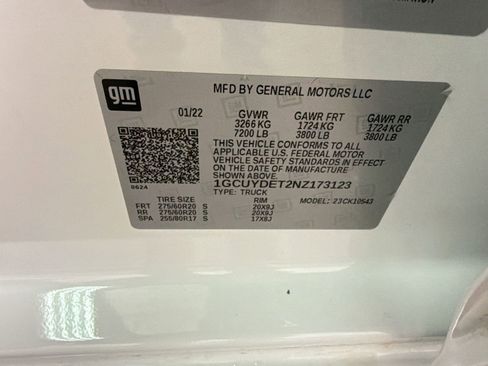 gm
MFD BY GENERAL MOTORS LLC
01/22 GVWR GAWR FRT GAWR RR
3266 KG 1724 KG 1724 KG
7200 LB 3800 LB 3800 LB
THIS VEHICLE CONFORMS TO ALL
APPLICABLE U.S. FEDERAL MOTOR
VEHICLE SAFETY STANDARDS IN EFFECT
ON THE DATE OF MANUFACTURE
SHOWN ABOVE.
8624 1GCUYDET2NZ173123
TYPE: TRUCK MODEL: 23CK10543
TIRE SIZE RIM
FRT 275/60R20 S 20X9J
RR 275/60R20 S 20X9J
SPA 255/80R17 S 17X8J